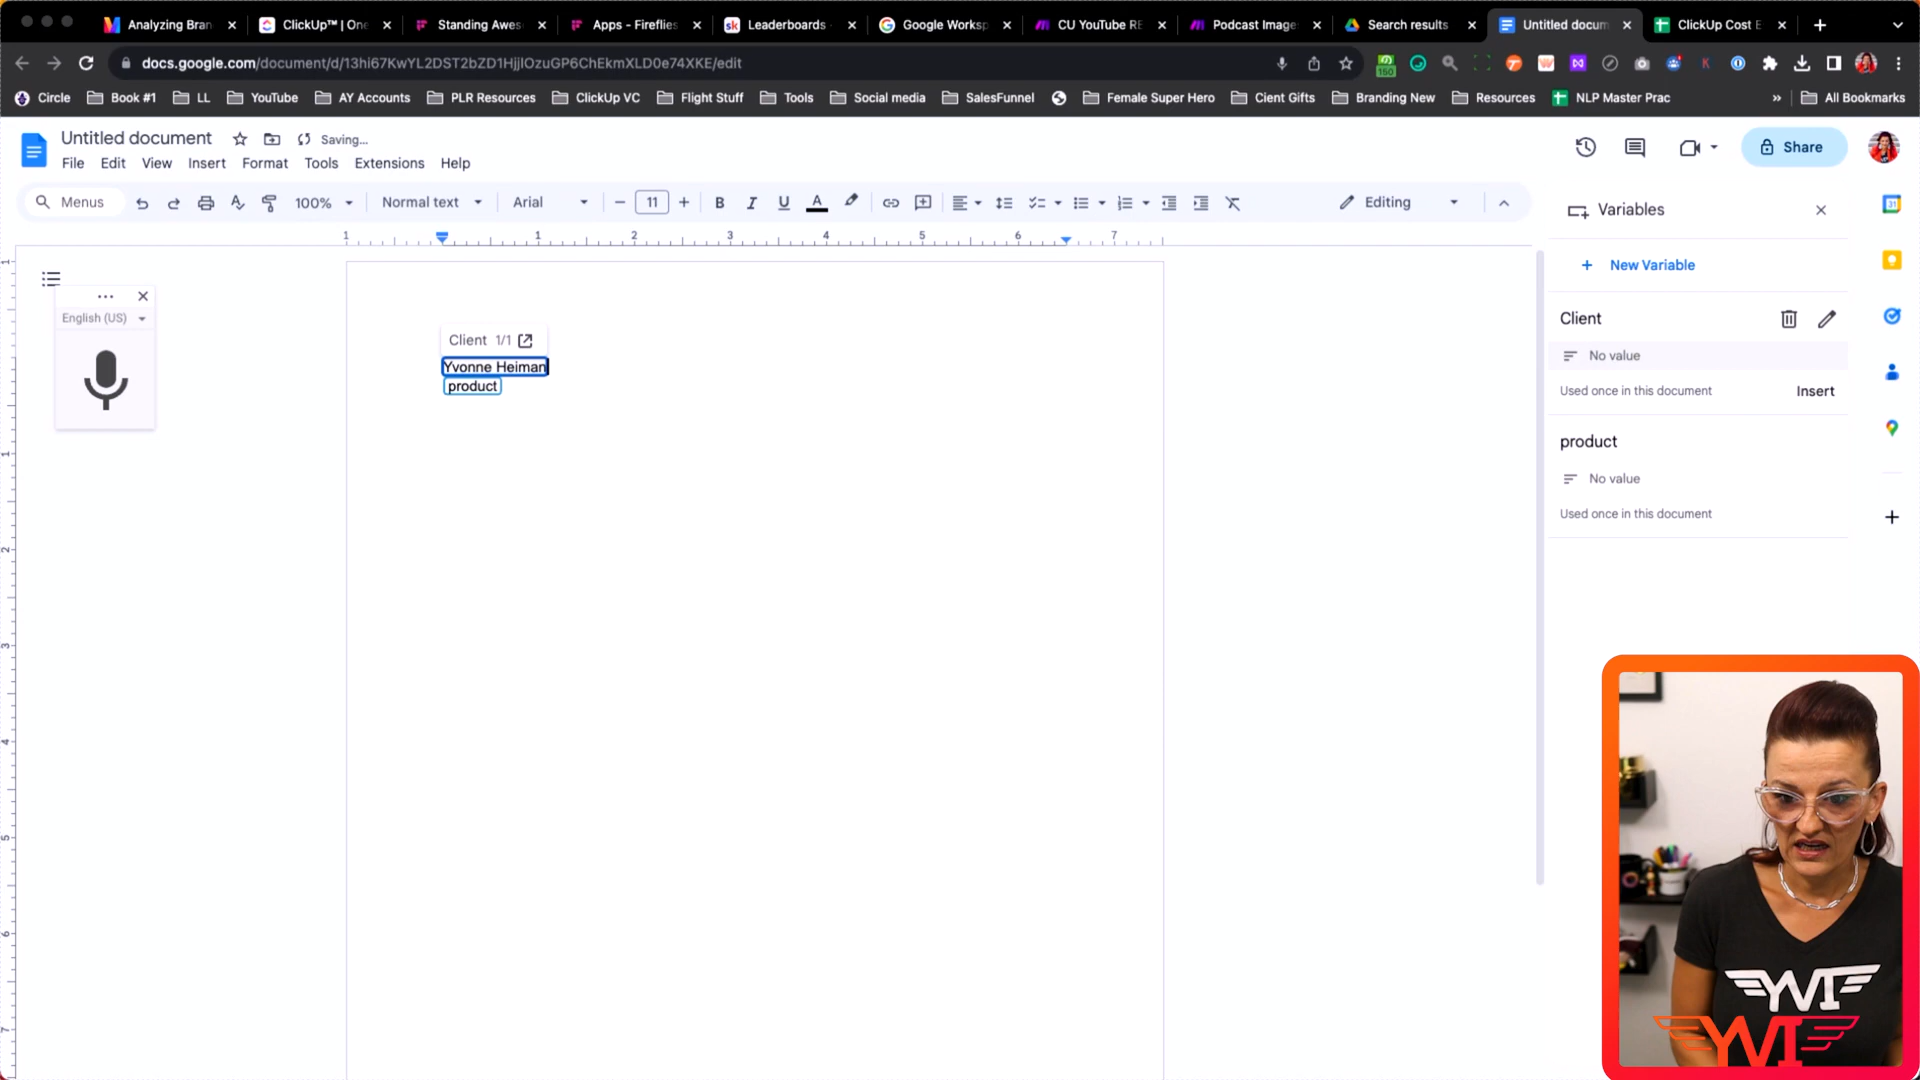 Analyzing Bran
ClickUp™ | One
Standing Awes
Apps - Fireflies
Leaderboards
Google Worksp
CU YouTube RE
Podcast Image
Search results
Untitled docum
ClickUp Cost E
docs.google.com/document/d/13hi67KwYL2DST2bZD1HjjlOzuGP6ChEkmXLD0e74XKE/edit
Circle
Book #1
LL
YouTube
AY Accounts
PLR Resources
ClickUp VC
Flight Stuff
Tools
Social media
SalesFunnel
Female Super Hero
Cient Gifts
Branding New
Resources
NLP Master Prac
All Bookmarks
Untitled document
Saving...
File Edit View Insert Format Tools Extensions Help
Share
Menus
100%
Normal text
Arial
11
Editing
Variables
New Variable
English (US)
Client 1/1
Yvonne Heiman
product
Client
No value
Used once in this document
Insert
product
No value
Used once in this document
YVI
YVI